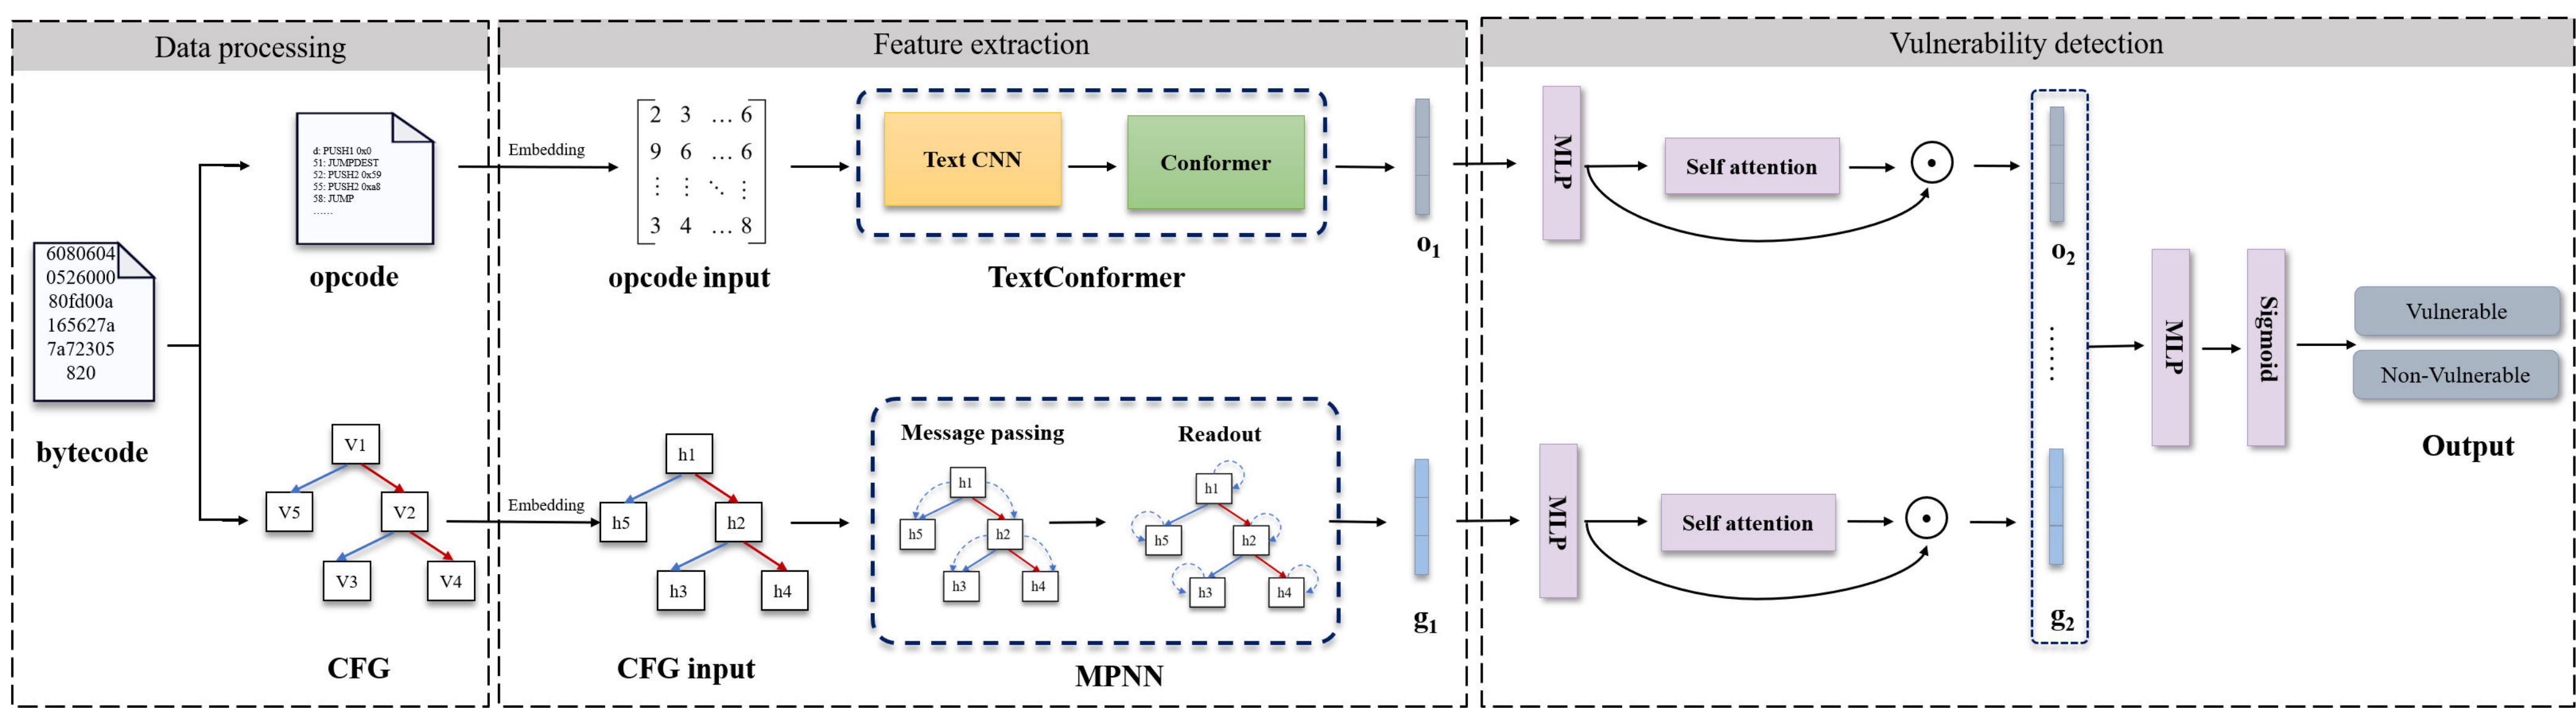 Data processing
6080604
0526000
80fd00a
165627a
7a72305
820
bytecode
d: PUSH1 0x0
51: JUMPDEST
52: PUSH2 0x59
55: PUSH2 0xa8
58: JUMP
......
opcode
V1
V5
V2
V3
V4
CFG
Feature extraction
Embedding
2 3 … 6
9 6 … 6
⋮ ⋮ ⋱ ⋮
3 4 … 8
opcode input
Text CNN
Conformer
TextConformer
o₁
Embedding
h1
h5
h2
h3
h4
CFG input
Message passing
h1
h5
h2
h3
h4
Readout
h1
h5
h2
h3
h4
MPNN
g₁
Vulnerability detection
MLP
Self attention
o₂
MLP
Self attention
g₂
......
MLP
Sigmoid
Vulnerable
Non-Vulnerable
Output